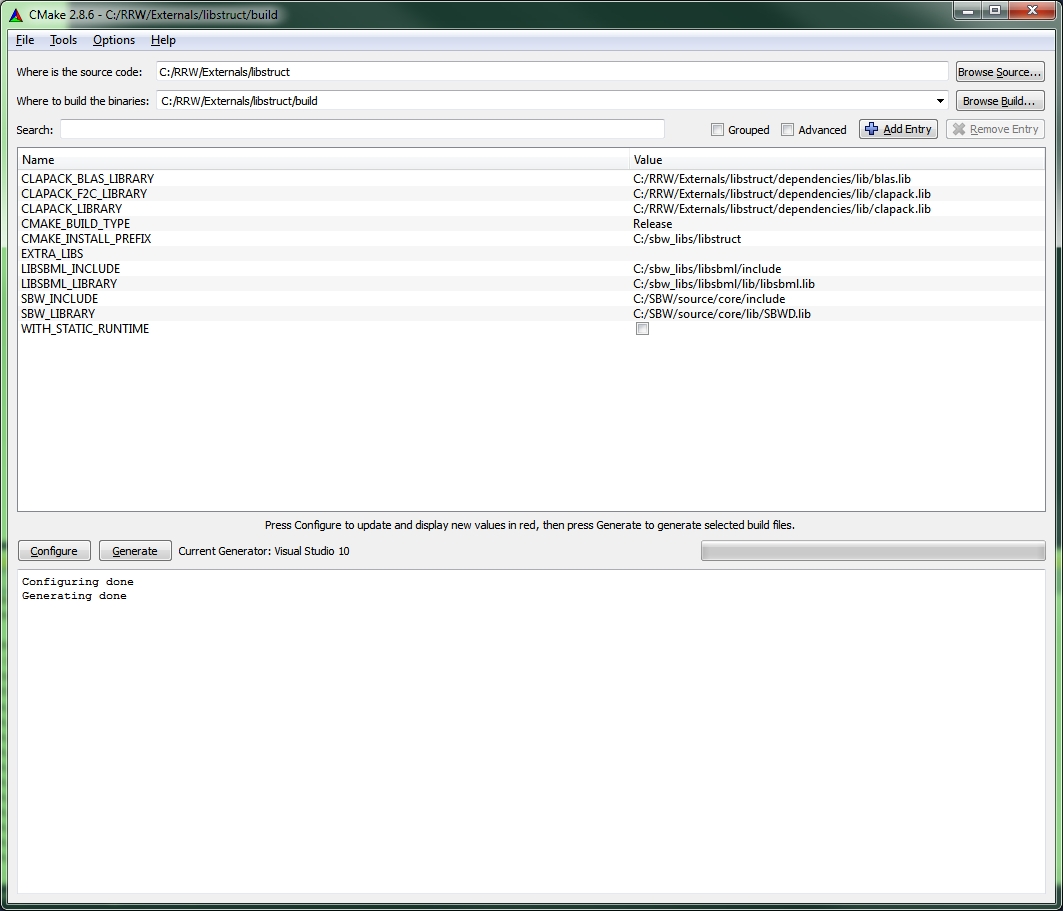 CMake 2.8.6 - C:/RRW/Externals/libstruct/build
File Tools Options Help
Where is the source code: C:/RRW/Externals/libstruct Browse Source...
Where to build the binaries: C:/RRW/Externals/libstruct/build Browse Build...
Search: Grouped Advanced Add Entry Remove Entry
Name Value
CLAPACK_BLAS_LIBRARY C:/RRW/Externals/libstruct/dependencies/lib/blas.lib
CLAPACK_F2C_LIBRARY C:/RRW/Externals/libstruct/dependencies/lib/clapack.lib
CLAPACK_LIBRARY C:/RRW/Externals/libstruct/dependencies/lib/clapack.lib
CMAKE_BUILD_TYPE Release
CMAKE_INSTALL_PREFIX C:/sbw_libs/libstruct
EXTRA_LIBS
LIBSBML_INCLUDE C:/sbw_libs/libsbml/include
LIBSBML_LIBRARY C:/sbw_libs/libsbml/lib/libsbml.lib
SBW_INCLUDE C:/SBW/source/core/include
SBW_LIBRARY C:/SBW/source/core/lib/SBWD.lib
WITH_STATIC_RUNTIME
Press Configure to update and display new values in red, then press Generate to generate selected build files.
Configure Generate Current Generator: Visual Studio 10
Configuring done
Generating done